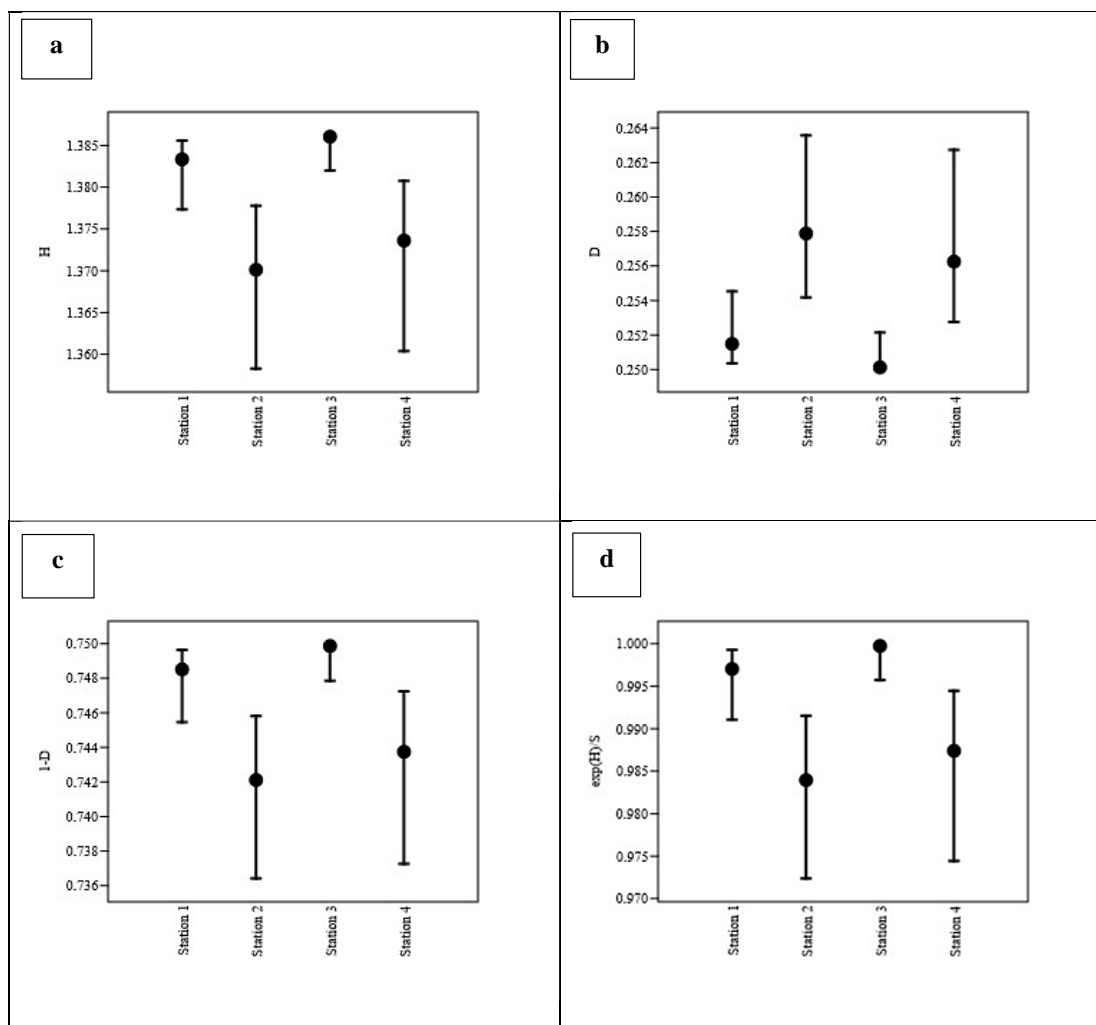 a
1.385
1.380
1.375
1.370
1.365
1.360
H
Station 1
Station 2
Station 3
Station 4
b
0.264
0.262
0.260
0.258
0.256
0.254
0.252
0.250
D
Station 1
Station 2
Station 3
Station 4
c
0.750
0.748
0.746
0.744
0.742
0.740
0.738
0.736
1-D
Station 1
Station 2
Station 3
Station 4
d
1.000
0.995
0.990
0.985
0.980
0.975
0.970
exp(H)/S
Station 1
Station 2
Station 3
Station 4